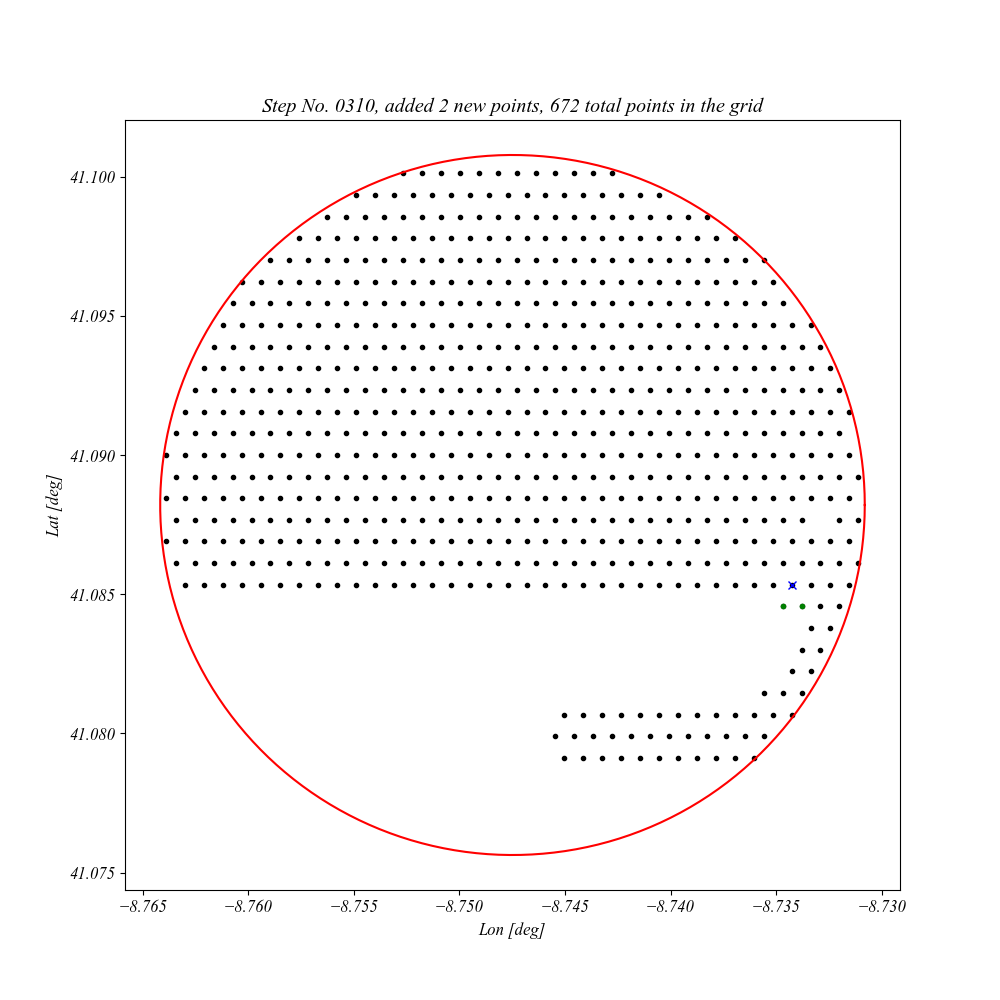 Step No. 0310, added 2 new points, 672 total points in the grid
41.100
41.095
41.090
41.085
41.080
41.075
Lat [deg]
−8.765 −8.760 −8.755 −8.750 −8.745 −8.740 −8.735 −8.730
Lon [deg]